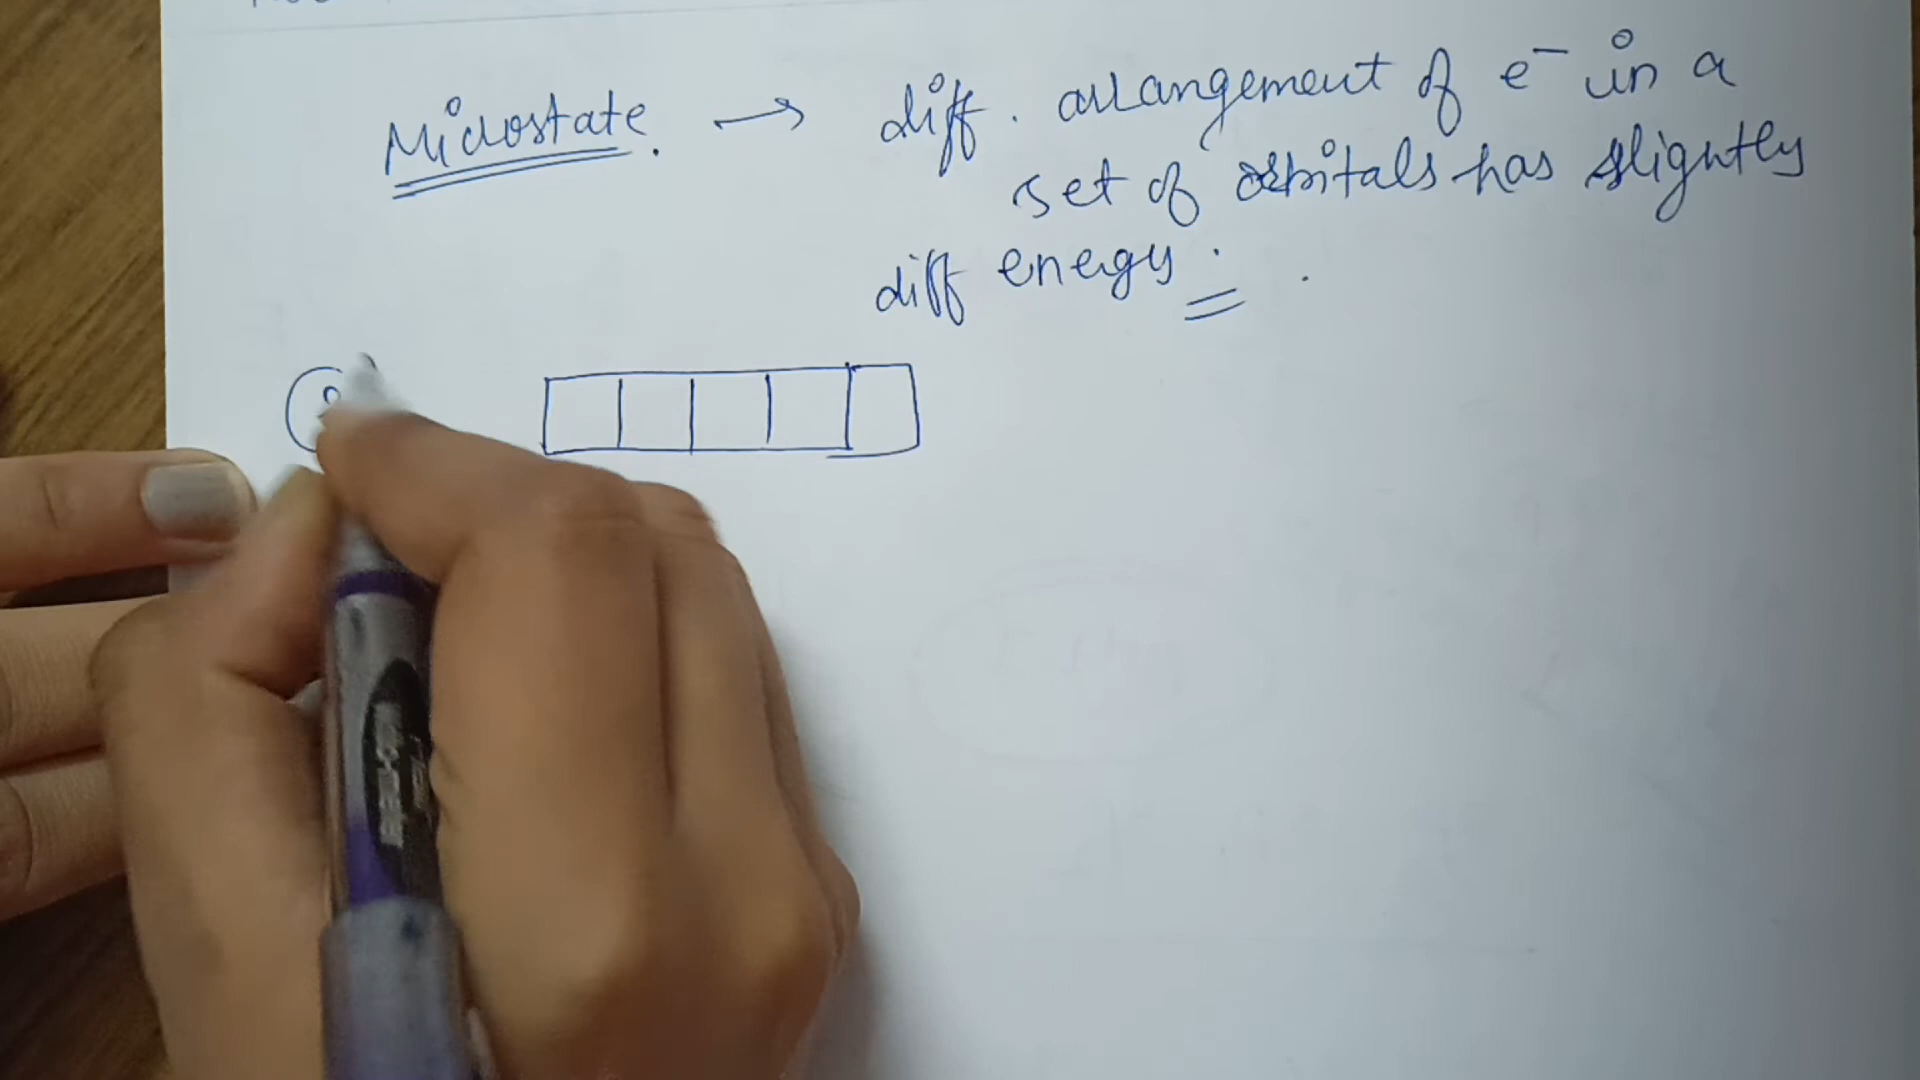 Microstate. → diff. arrangement of e⁻ in a
set of orbitals has slightly
diff energy.